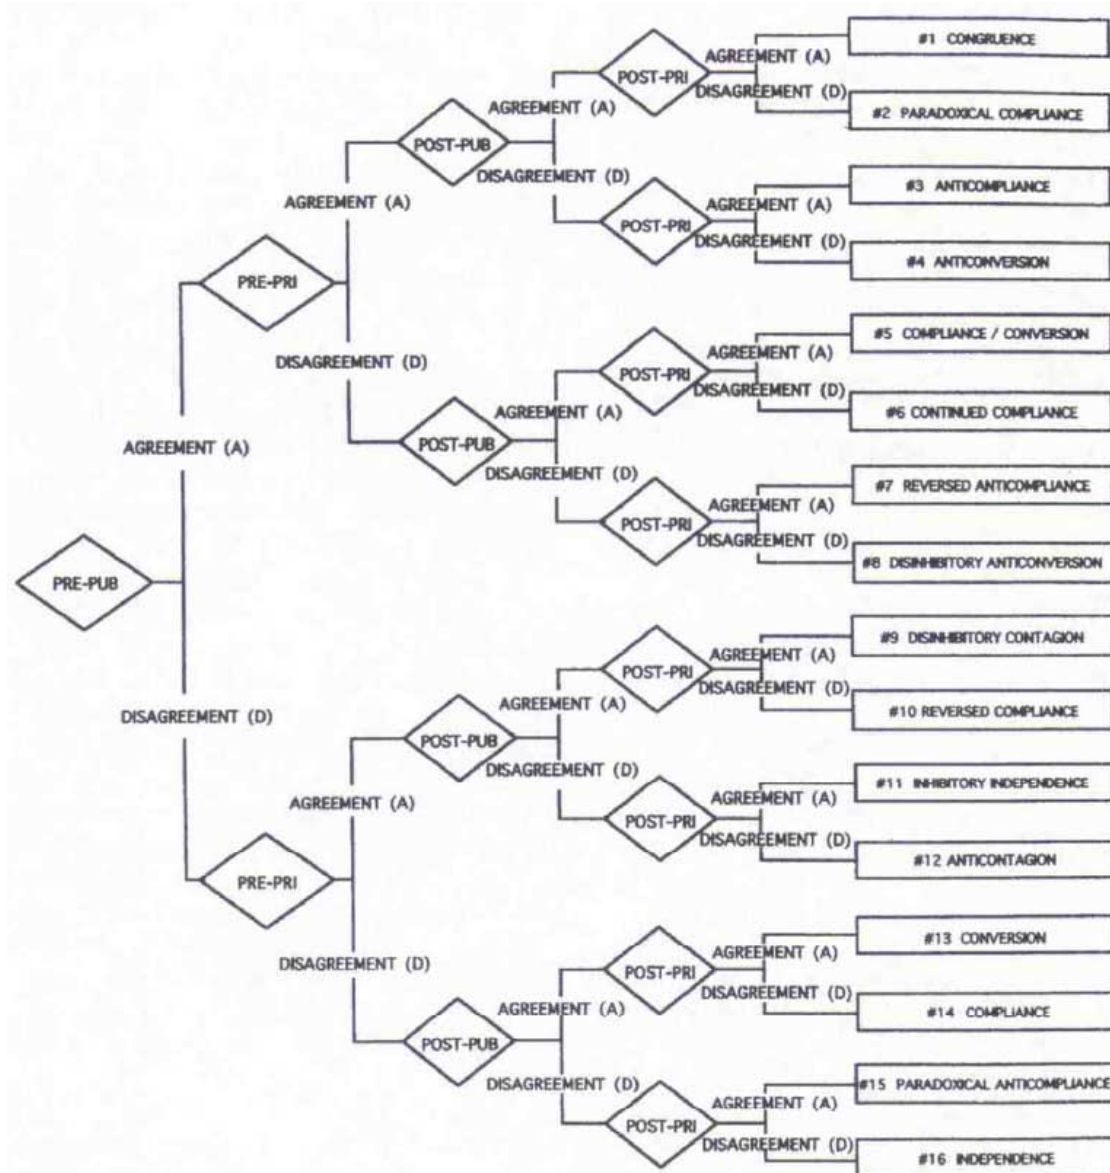 #1 CONGRUENCE
POST-PRI
AGREEMENT (A)
DISAGREEMENT (D)
AGREEMENT (A)
#2 PARADOXICAL COMPLIANCE
POST-PUB
DISAGREEMENT (D)
#3 ANTICOMPLIANCE
AGREEMENT (A)
AGREEMENT (A)
POST-PRI
DISAGREEMENT (D)
#4 ANTICONVERSION
PRE-PRI
#5 COMPLIANCE / CONVERSION
DISAGREEMENT (D)
POST-PRI
AGREEMENT (A)
DISAGREEMENT (D)
AGREEMENT (A)
#6 CONTINUED COMPLIANCE
AGREEMENT (A)
POST-PUB
DISAGREEMENT (D)
#7 REVERSED ANTICOMPLIANCE
AGREEMENT (A)
POST-PRI
DISAGREEMENT (D)
#8 DISINHIBITORY ANTICONVERSION
PRE-PUB
#9 DISINHIBITORY CONTAGION
AGREEMENT (A)
POST-PRI
DISAGREEMENT (D)
AGREEMENT (A)
#10 REVERSED COMPLIANCE
DISAGREEMENT (D)
POST-PUB
DISAGREEMENT (D)
#11 INHIBITORY INDEPENDENCE
AGREEMENT (A)
AGREEMENT (A)
POST-PRI
DISAGREEMENT (D)
#12 ANTICONTAGION
PRE-PRI
#13 CONVERSION
AGREEMENT (A)
DISAGREEMENT (D)
POST-PRI
DISAGREEMENT (D)
AGREEMENT (A)
#14 COMPLIANCE
POST-PUB
DISAGREEMENT (D)
#15 PARADOXICAL ANTICOMPLIANCE
AGREEMENT (A)
POST-PRI
DISAGREEMENT (D)
#16 INDEPENDENCE